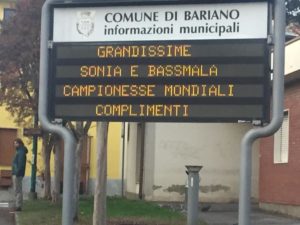 COMUNE DI BARIANO
informazioni municipali
GRANDISSIME
SONIA E BASSMALA
CAMPIONESSE MONDIALI
COMPLIMENTI